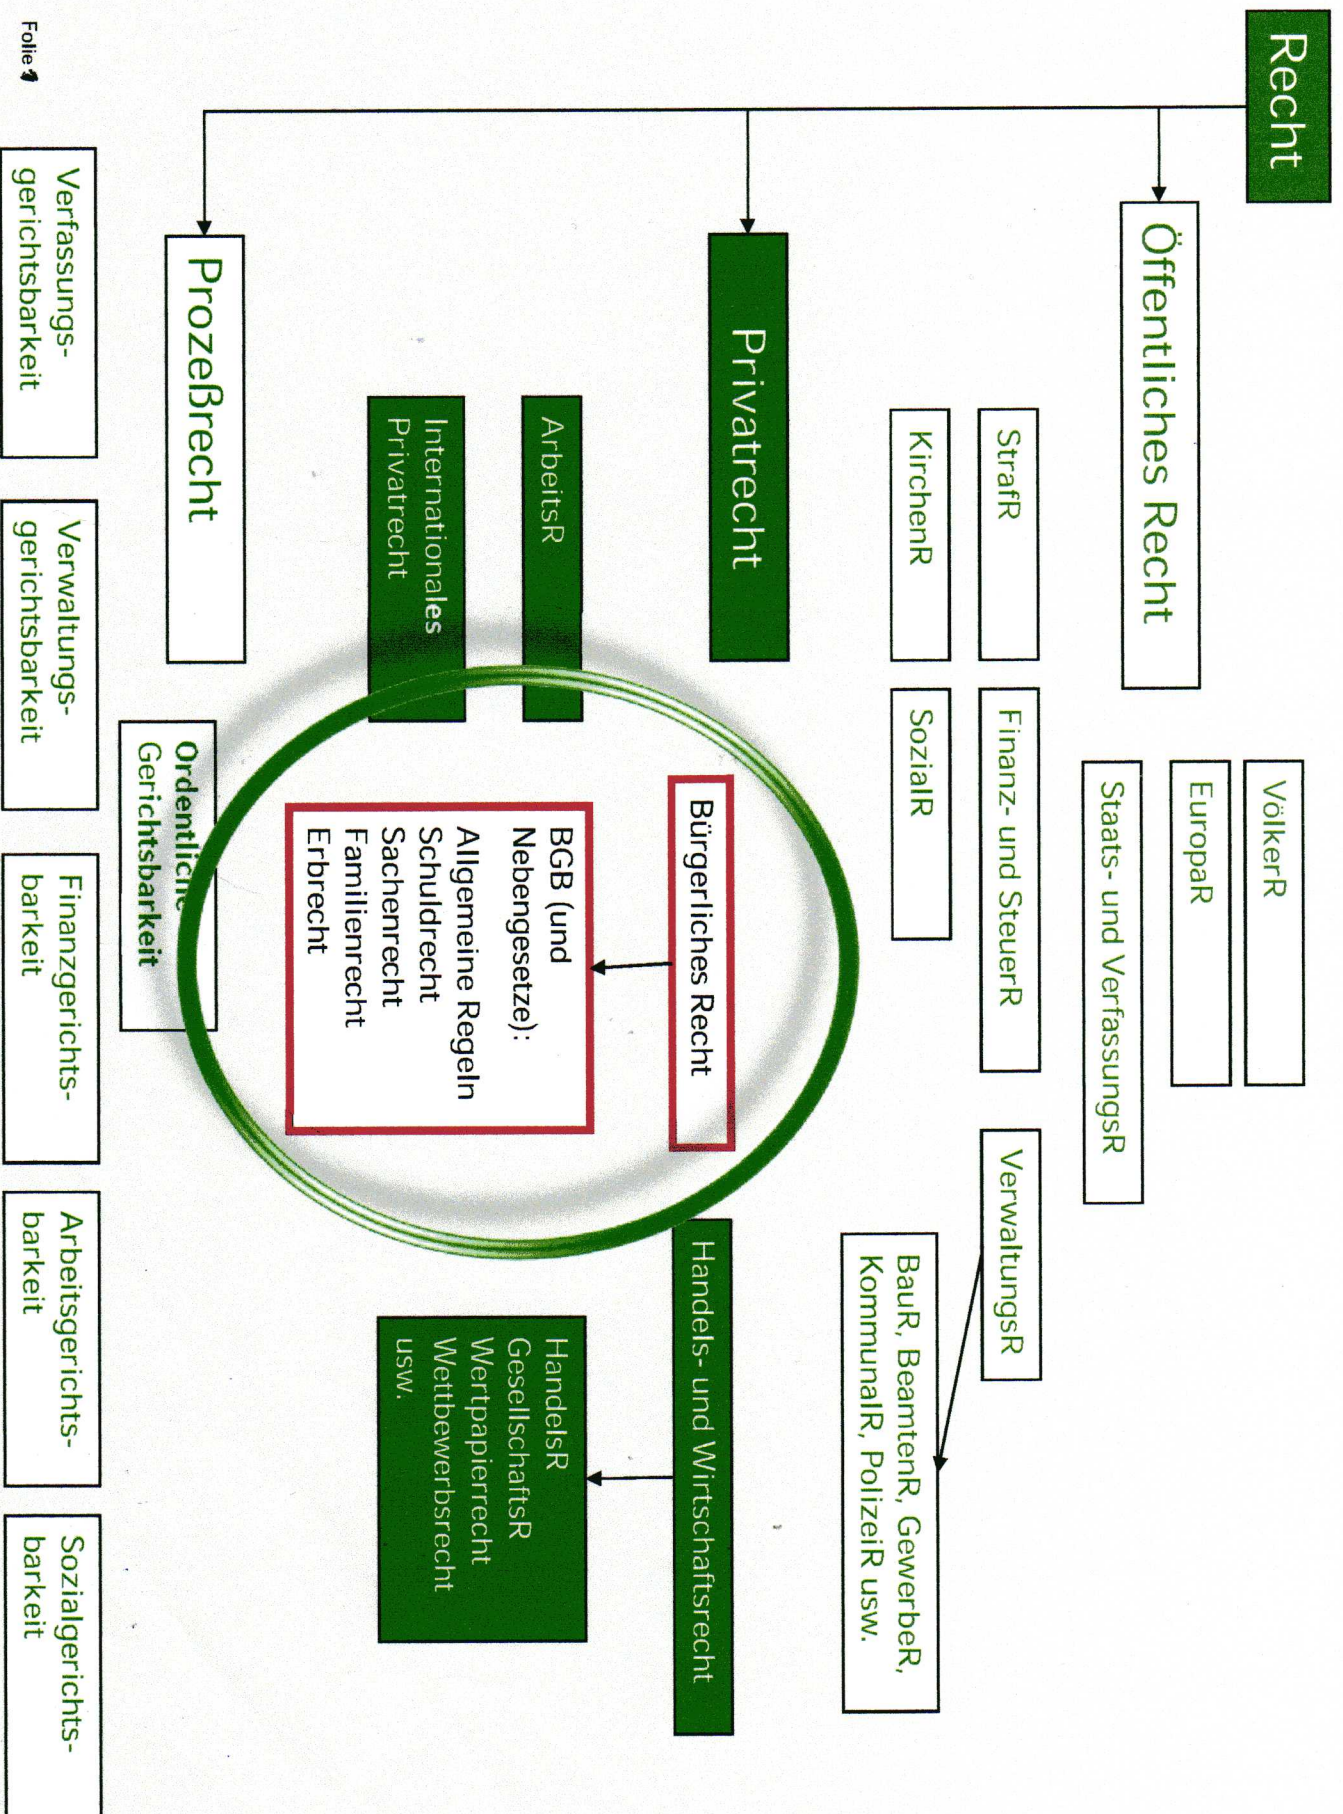 Recht
Öffentliches Recht
VölkerR
EuropaR
Staats- und VerfassungsR
StrafR
Finanz- und SteuerR
VerwaltungsR
KirchenR
SozialR
BauR, BeamtenR, GewerbeR,
KommunalR, PolizeiR usw.
Privatrecht
Bürgerliches Recht
Handels- und Wirtschaftsrecht
ArbeitsR
Internationales
Privatrecht
BGB (und
Nebengesetze):
Allgemeine Regeln
Schuldrecht
Sachenrecht
Familienrecht
Erbrecht
HandelsR
GesellschaftsR
Wertpapierrecht
Wettbewerbsrecht
usw.
Prozeßrecht
Ordentliche
Gerichtsbarkeit
Verfassungs-
gerichtsbarkeit
Verwaltungs-
gerichtsbarkeit
Finanzgerichts-
barkeit
Arbeitsgerichts-
barkeit
Sozialgerichts-
barkeit
Folie